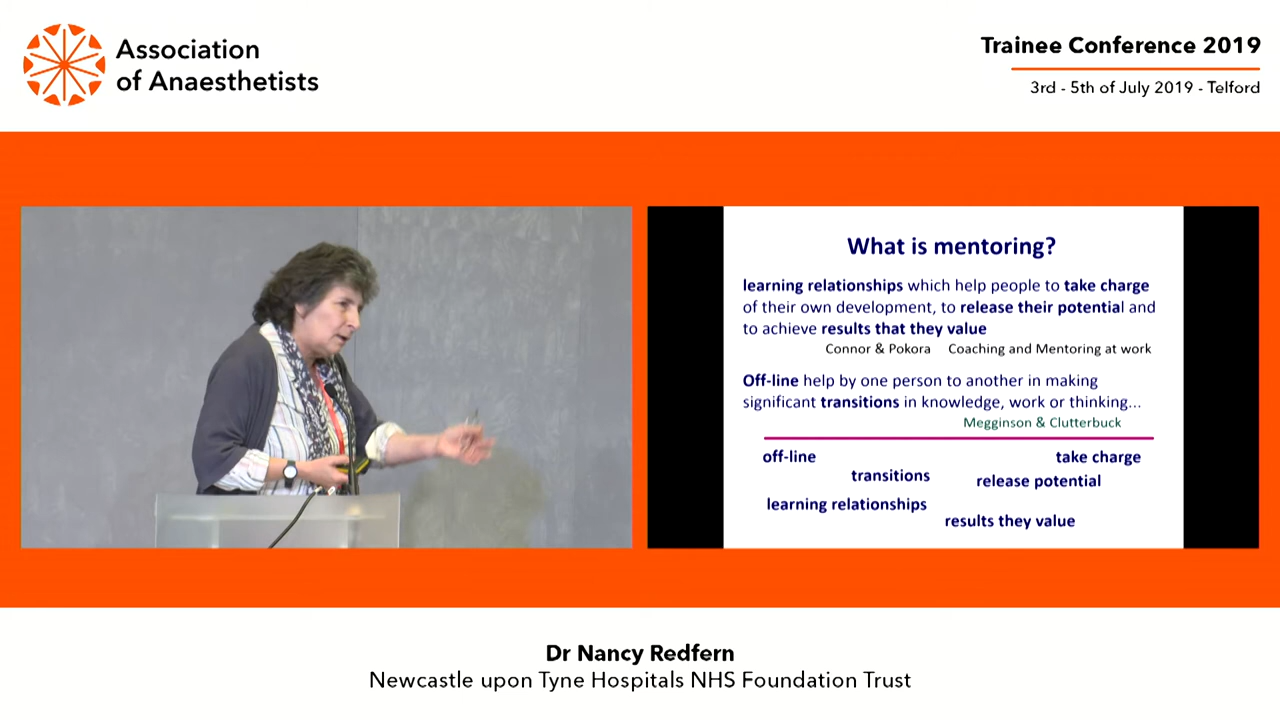 Association
of Anaesthetists
Trainee Conference 2019
3rd - 5th of July 2019 - Telford
What is mentoring?
learning relationships which help people to take charge
of their own development, to release their potential and
to achieve results that they value
Connor & Pokora Coaching and Mentoring at work
Off-line help by one person to another in making
significant transitions in knowledge, work or thinking...
Megginson & Clutterbuck
off-line
take charge
transitions
release potential
learning relationships
results they value
Dr Nancy Redfern
Newcastle upon Tyne Hospitals NHS Foundation Trust